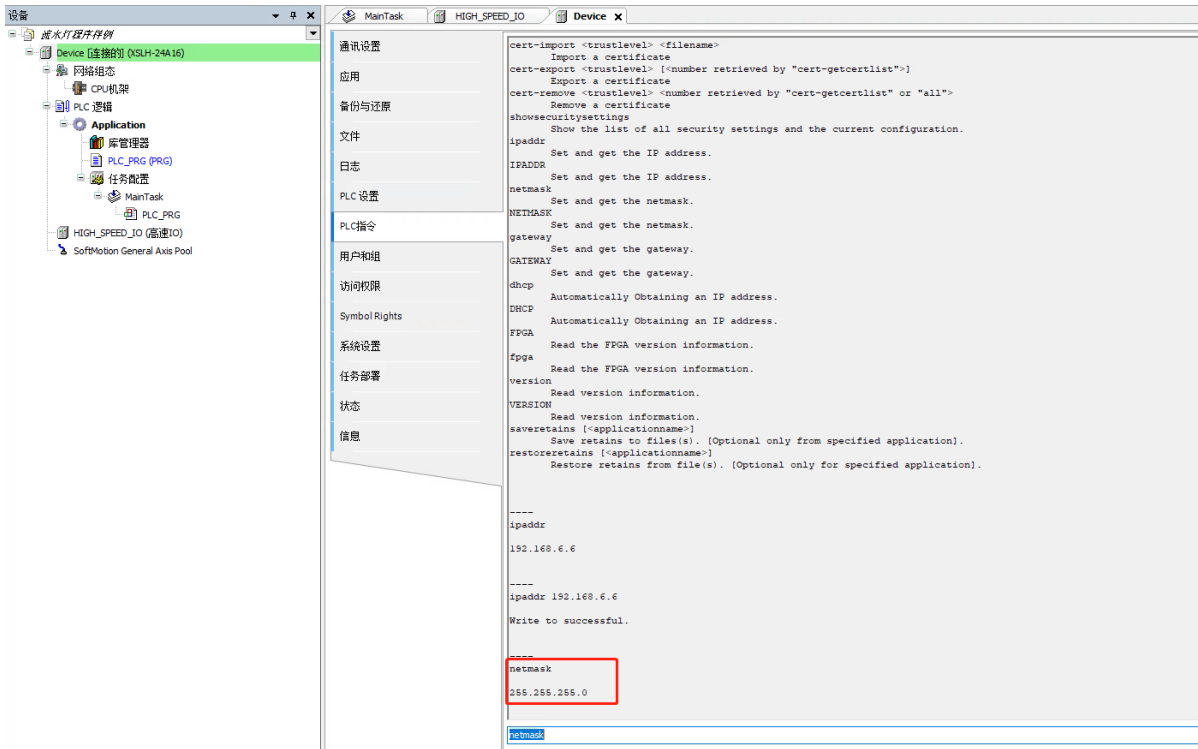 设备
流水灯程序样例
Device [连接的] (XSLH-24A16)
网络组态
CPU机架
PLC 逻辑
Application
库管理器
PLC_PRG (PRG)
任务配置
MainTask
PLC_PRG
HIGH_SPEED_IO (高速IO)
SoftMotion General Axis Pool
MainTask
HIGH_SPEED_IO
Device
通讯设置
应用
备份与还原
文件
日志
PLC 设置
PLC指令
用户和组
访问权限
Symbol Rights
系统设置
任务部署
状态
信息
cert-import <trustlevel> <filename>
Import a certificate
cert-export <trustlevel> [<number retrieved by "cert-getcertlist">]
Export a certificate
cert-remove <trustlevel> <number retrieved by "cert-getcertlist" or "all">
Remove a certificate
showsecuritysettings
Show the list of all security settings and the current configuration.
ipaddr
Set and get the IP address.
IPADDR
Set and get the IP address.
netmask
Set and get the netmask.
NETMASK
Set and get the netmask.
gateway
Set and get the gateway.
GATEWAY
Set and get the gateway.
dhcp
Automatically Obtaining an IP address.
DHCP
Automatically Obtaining an IP address.
FPGA
Read the FPGA version information.
fpga
Read the FPGA version information.
version
Read version information.
VERSION
Read version information.
saveretains [<applicationname>]
Save retains to files(s). [Optional only from specified application].
restoreretains [<applicationname>]
Restore retains from file(s). [Optional only for specified application].
----
ipaddr
192.168.6.6
----
ipaddr 192.168.6.6
Write to successful.
----
netmask
255.255.255.0
netmask